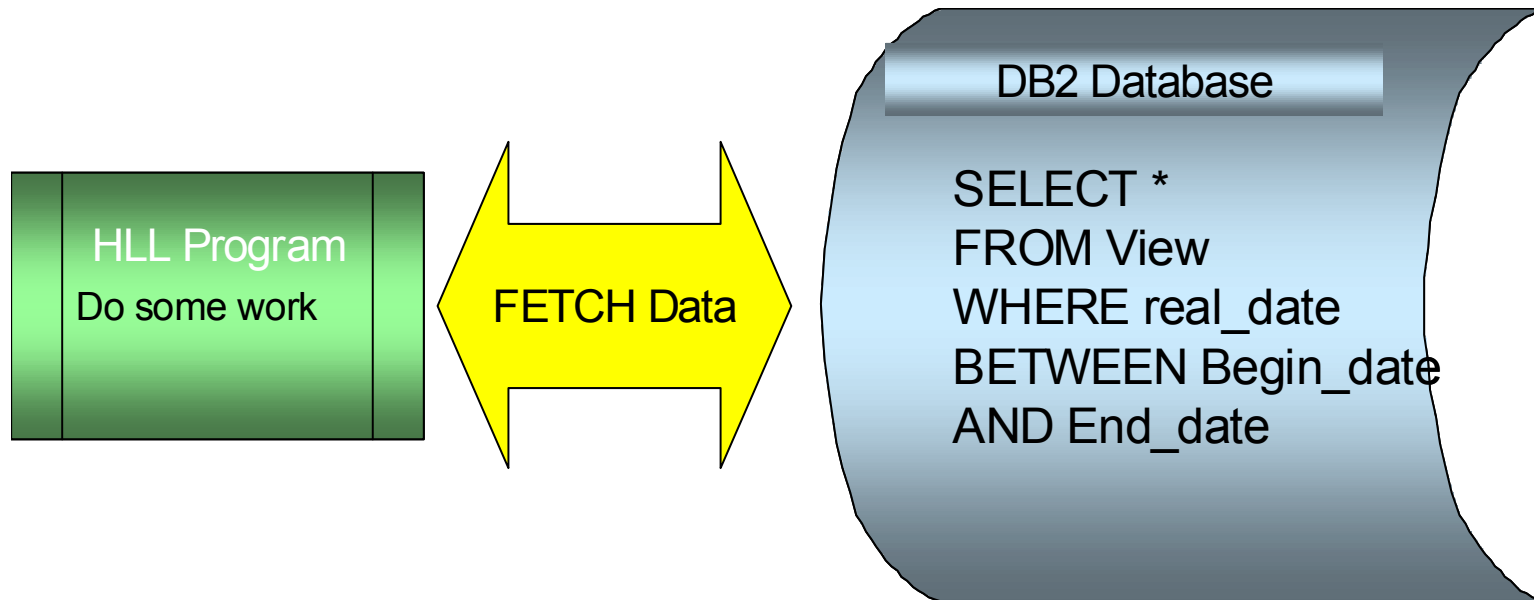 HLL Program
Do some work
FETCH Data
DB2 Database
SELECT *
FROM View
WHERE real_date
BETWEEN Begin_date
AND End_date